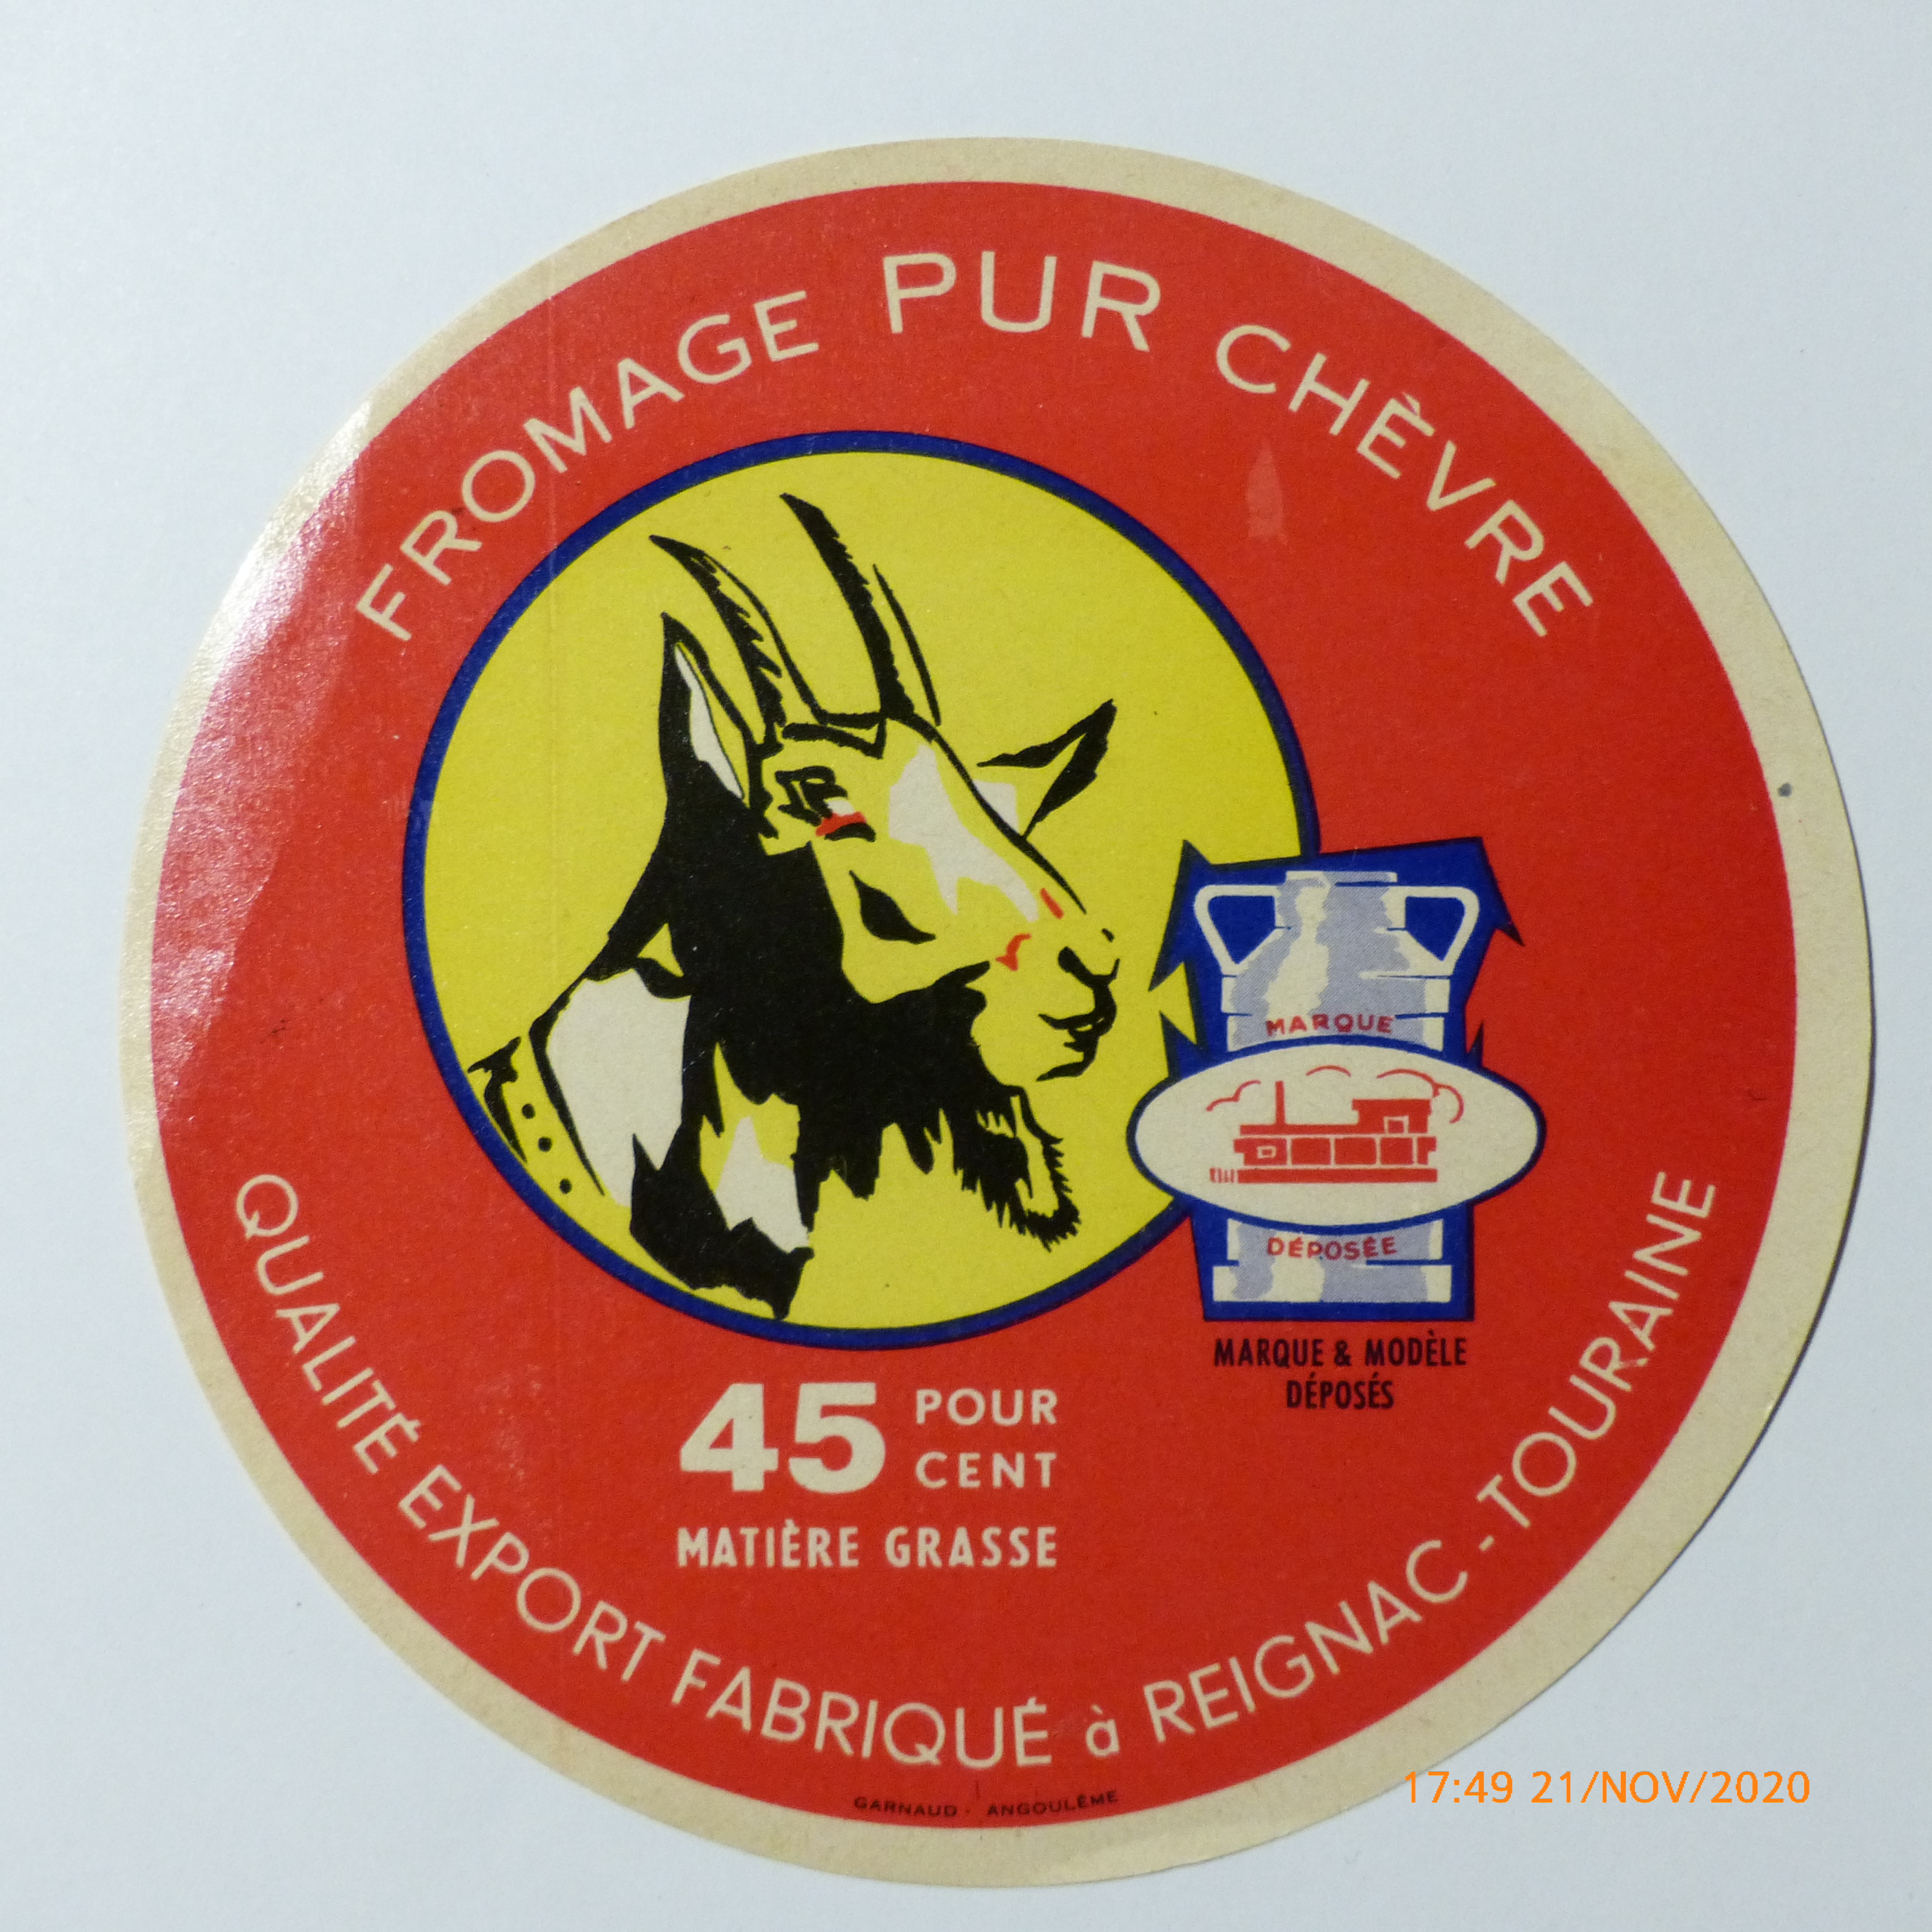 FROMAGE PUR CHÈVRE
MARQUE
DÉPOSÉE
MARQUE & MODÈLE
DÉPOSÉS
45 POUR
CENT
MATIÈRE GRASSE
QUALITÉ EXPORT FABRIQUÉ à REIGNAC - TOURAINE
GARNAUD - ANGOULÊME
17:49 21/NOV/2020